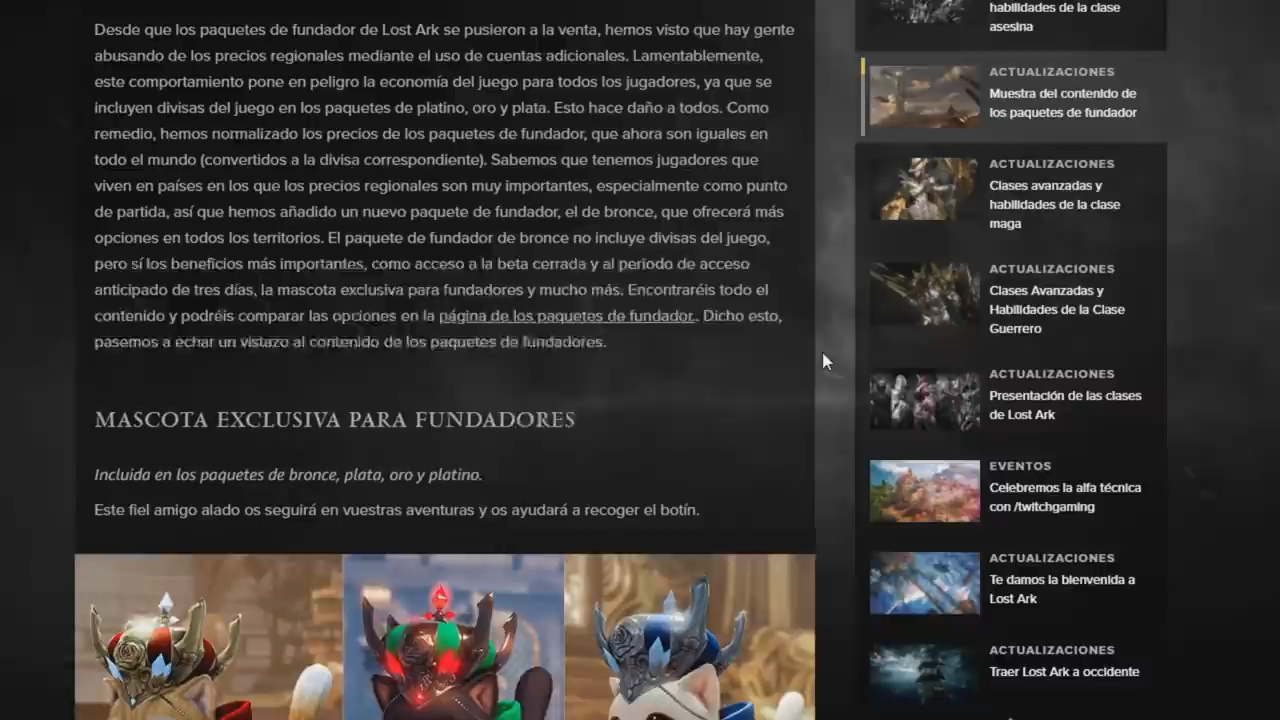 Desde que los paquetes de fundador de Lost Ark se pusieron a la venta, hemos visto que hay gente
abusando de los precios regionales mediante el uso de cuentas adicionales. Lamentablemente,
este comportamiento pone en peligro la economía del juego para todos los jugadores, ya que se
incluyen divisas del juego en los paquetes de platino, oro y plata. Esto hace daño a todos. Como
remedio, hemos normalizado los precios de los paquetes de fundador, que ahora son iguales en
todo el mundo (convertidos a la divisa correspondiente). Sabemos que tenemos jugadores que
viven en países en los que los precios regionales son muy importantes, especialmente como punto
de partida, así que hemos añadido un nuevo paquete de fundador, el de bronce, que ofrecerá más
opciones en todos los territorios. El paquete de fundador de bronce no incluye divisas del juego,
pero sí los beneficios más importantes, como acceso a la beta cerrada y al periodo de acceso
anticipado de tres días, la mascota exclusiva para fundadores y mucho más. Encontraréis todo el
contenido y podréis comparar las opciones en la página de los paquetes de fundador. Dicho esto,
pasemos a echar un vistazo al contenido de los paquetes de fundadores.
MASCOTA EXCLUSIVA PARA FUNDADORES
Incluida en los paquetes de bronce, plata, oro y platino.
Este fiel amigo alado os seguirá en vuestras aventuras y os ayudará a recoger el botín.
habilidades de la clase
asesina
ACTUALIZACIONES
Muestra del contenido de
los paquetes de fundador
ACTUALIZACIONES
Clases avanzadas y
habilidades de la clase
maga
ACTUALIZACIONES
Clases Avanzadas y
Habilidades de la Clase
Guerrero
ACTUALIZACIONES
Presentación de las clases
de Lost Ark
EVENTOS
Celebremos la alfa técnica
con /twitchgaming
ACTUALIZACIONES
Te damos la bienvenida a
Lost Ark
ACTUALIZACIONES
Traer Lost Ark a occidente